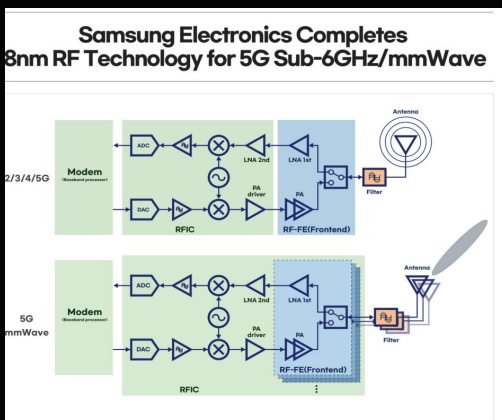 Samsung Electronics Completes
8nm RF Technology for 5G Sub-6GHz/mmWave
Antenna
2/3/4/5G
Modem
(Baseband processor)
ADC
LNA 2nd
LNA 1st
Filter
DAC
PA
driver
PA
RFIC
RF-FE(Frontend)
Antenna
5G
mmWave
Modem
(Baseband processor)
ADC
LNA 2nd
LNA 1st
Filter
DAC
PA
driver
PA
RF-FE(Frontend)
RFIC